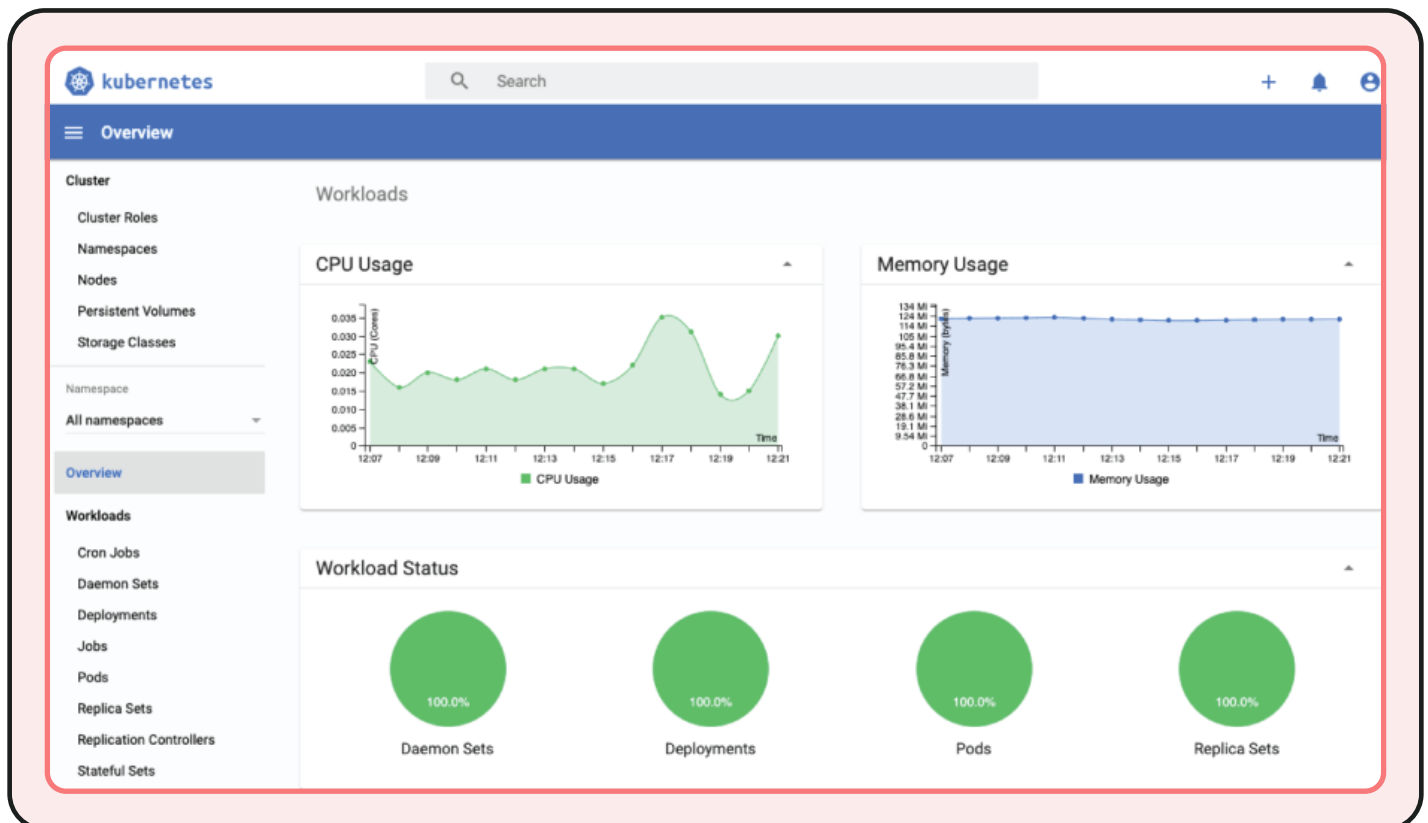 kubernetes
Search
Overview
Cluster
Cluster Roles
Namespaces
Nodes
Persistent Volumes
Storage Classes
Namespace
All namespaces
Overview
Workloads
Cron Jobs
Daemon Sets
Deployments
Jobs
Pods
Replica Sets
Replication Controllers
Stateful Sets
Workloads
CPU Usage
CPU (Cores)
0.035
0.030
0.025
0.020
0.015
0.010
0.005
0
Time
12:07 12:09 12:11 12:13 12:15 12:17 12:19 12:21
CPU Usage
Memory Usage
Memory (bytes)
134 Mi
124 Mi
114 Mi
105 Mi
95.4 Mi
85.8 Mi
76.3 Mi
66.8 Mi
57.2 Mi
47.7 Mi
38.1 Mi
28.6 Mi
19.1 Mi
9.54 Mi
0
Time
12:07 12:09 12:11 12:13 12:15 12:17 12:19 12:21
Memory Usage
Workload Status
100.0% 100.0% 100.0% 100.0%
Daemon Sets Deployments Pods Replica Sets